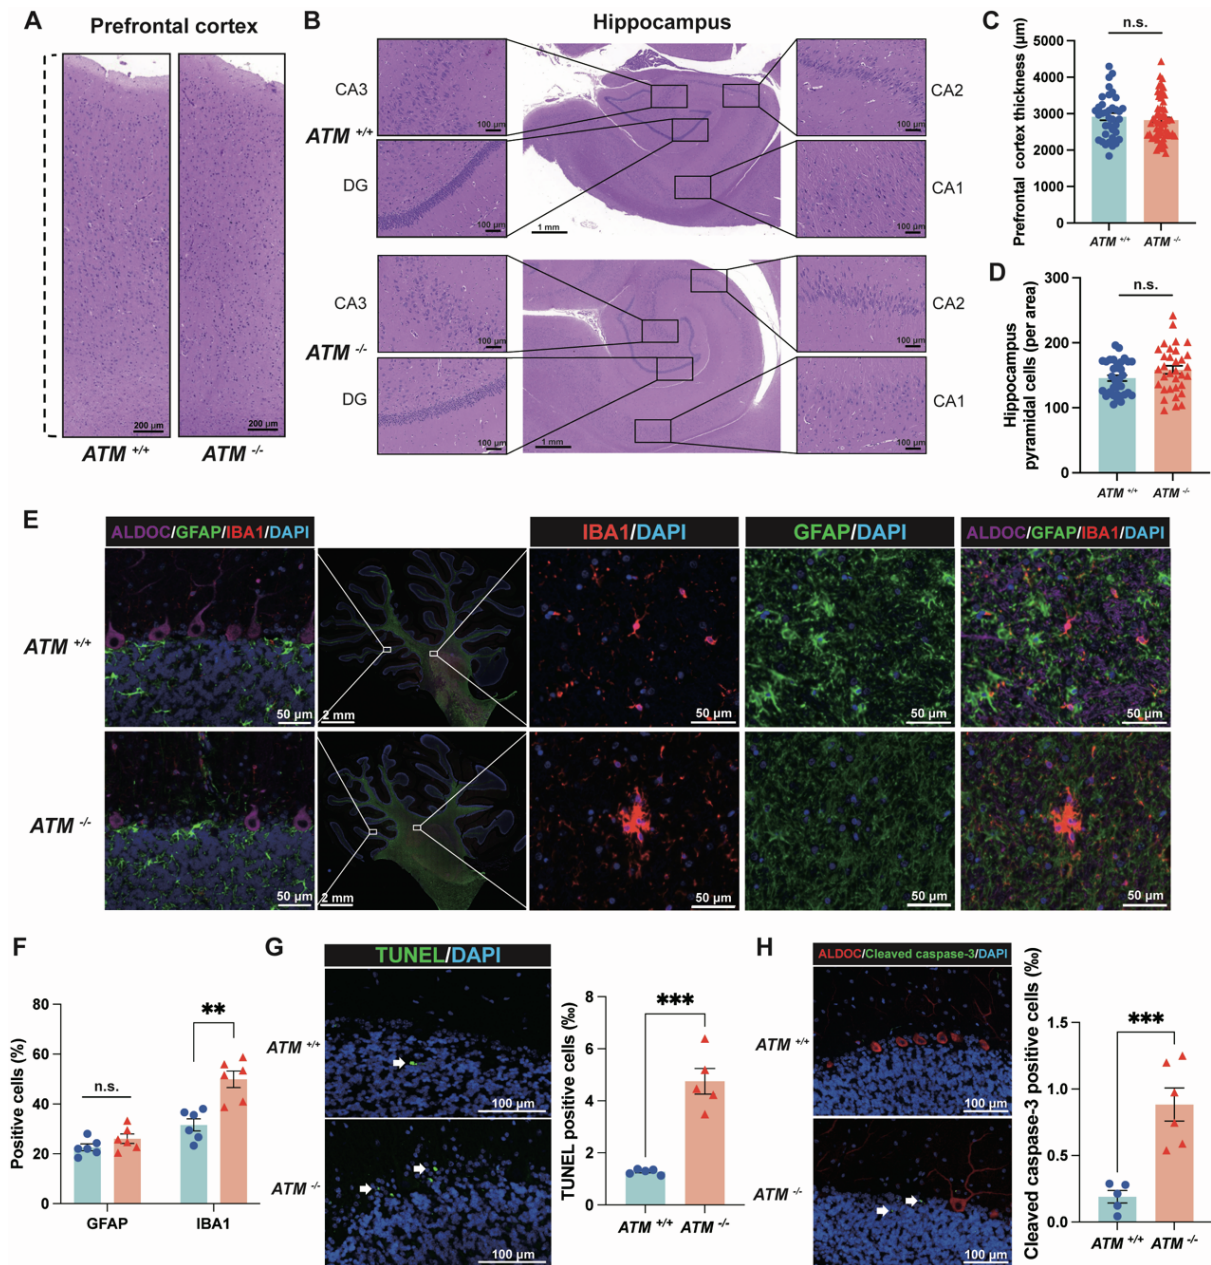 A
Prefrontal cortex
200 µm
200 µm
ATM +/+
ATM -/-
B
Hippocampus
CA3
100 µm
ATM +/+
DG
100 µm
1 mm
CA2
100 µm
CA1
100 µm
CA3
100 µm
ATM -/-
DG
100 µm
1 mm
CA2
100 µm
CA1
100 µm
C
n.s.
Prefrontal cortex thickness (µm)
5000
4000
3000
2000
1000
0
ATM +/+
ATM -/-
D
n.s.
Hippocampus
pyramidal cells (per area)
300
200
100
0
ATM +/+
ATM -/-
E
ALDOC/GFAP/IBA1/DAPI
IBA1/DAPI
GFAP/DAPI
ALDOC/GFAP/IBA1/DAPI
ATM +/+
50 µm
2 mm
50 µm
50 µm
50 µm
ATM -/-
50 µm
2 mm
50 µm
50 µm
50 µm
F
Positive cells (%)
80
60
40
20
0
n.s.
**
GFAP
IBA1
G
TUNEL/DAPI
ATM +/+
100 µm
ATM -/-
100 µm
TUNEL positive cells (‰)
8
6
4
2
0
***
ATM +/+
ATM -/-
H
ALDOC/Cleaved caspase-3/DAPI
ATM +/+
100 µm
ATM -/-
100 µm
Cleaved caspase-3 positive cells (‰)
1.5
1.0
0.5
0.0
***
ATM +/+
ATM -/-